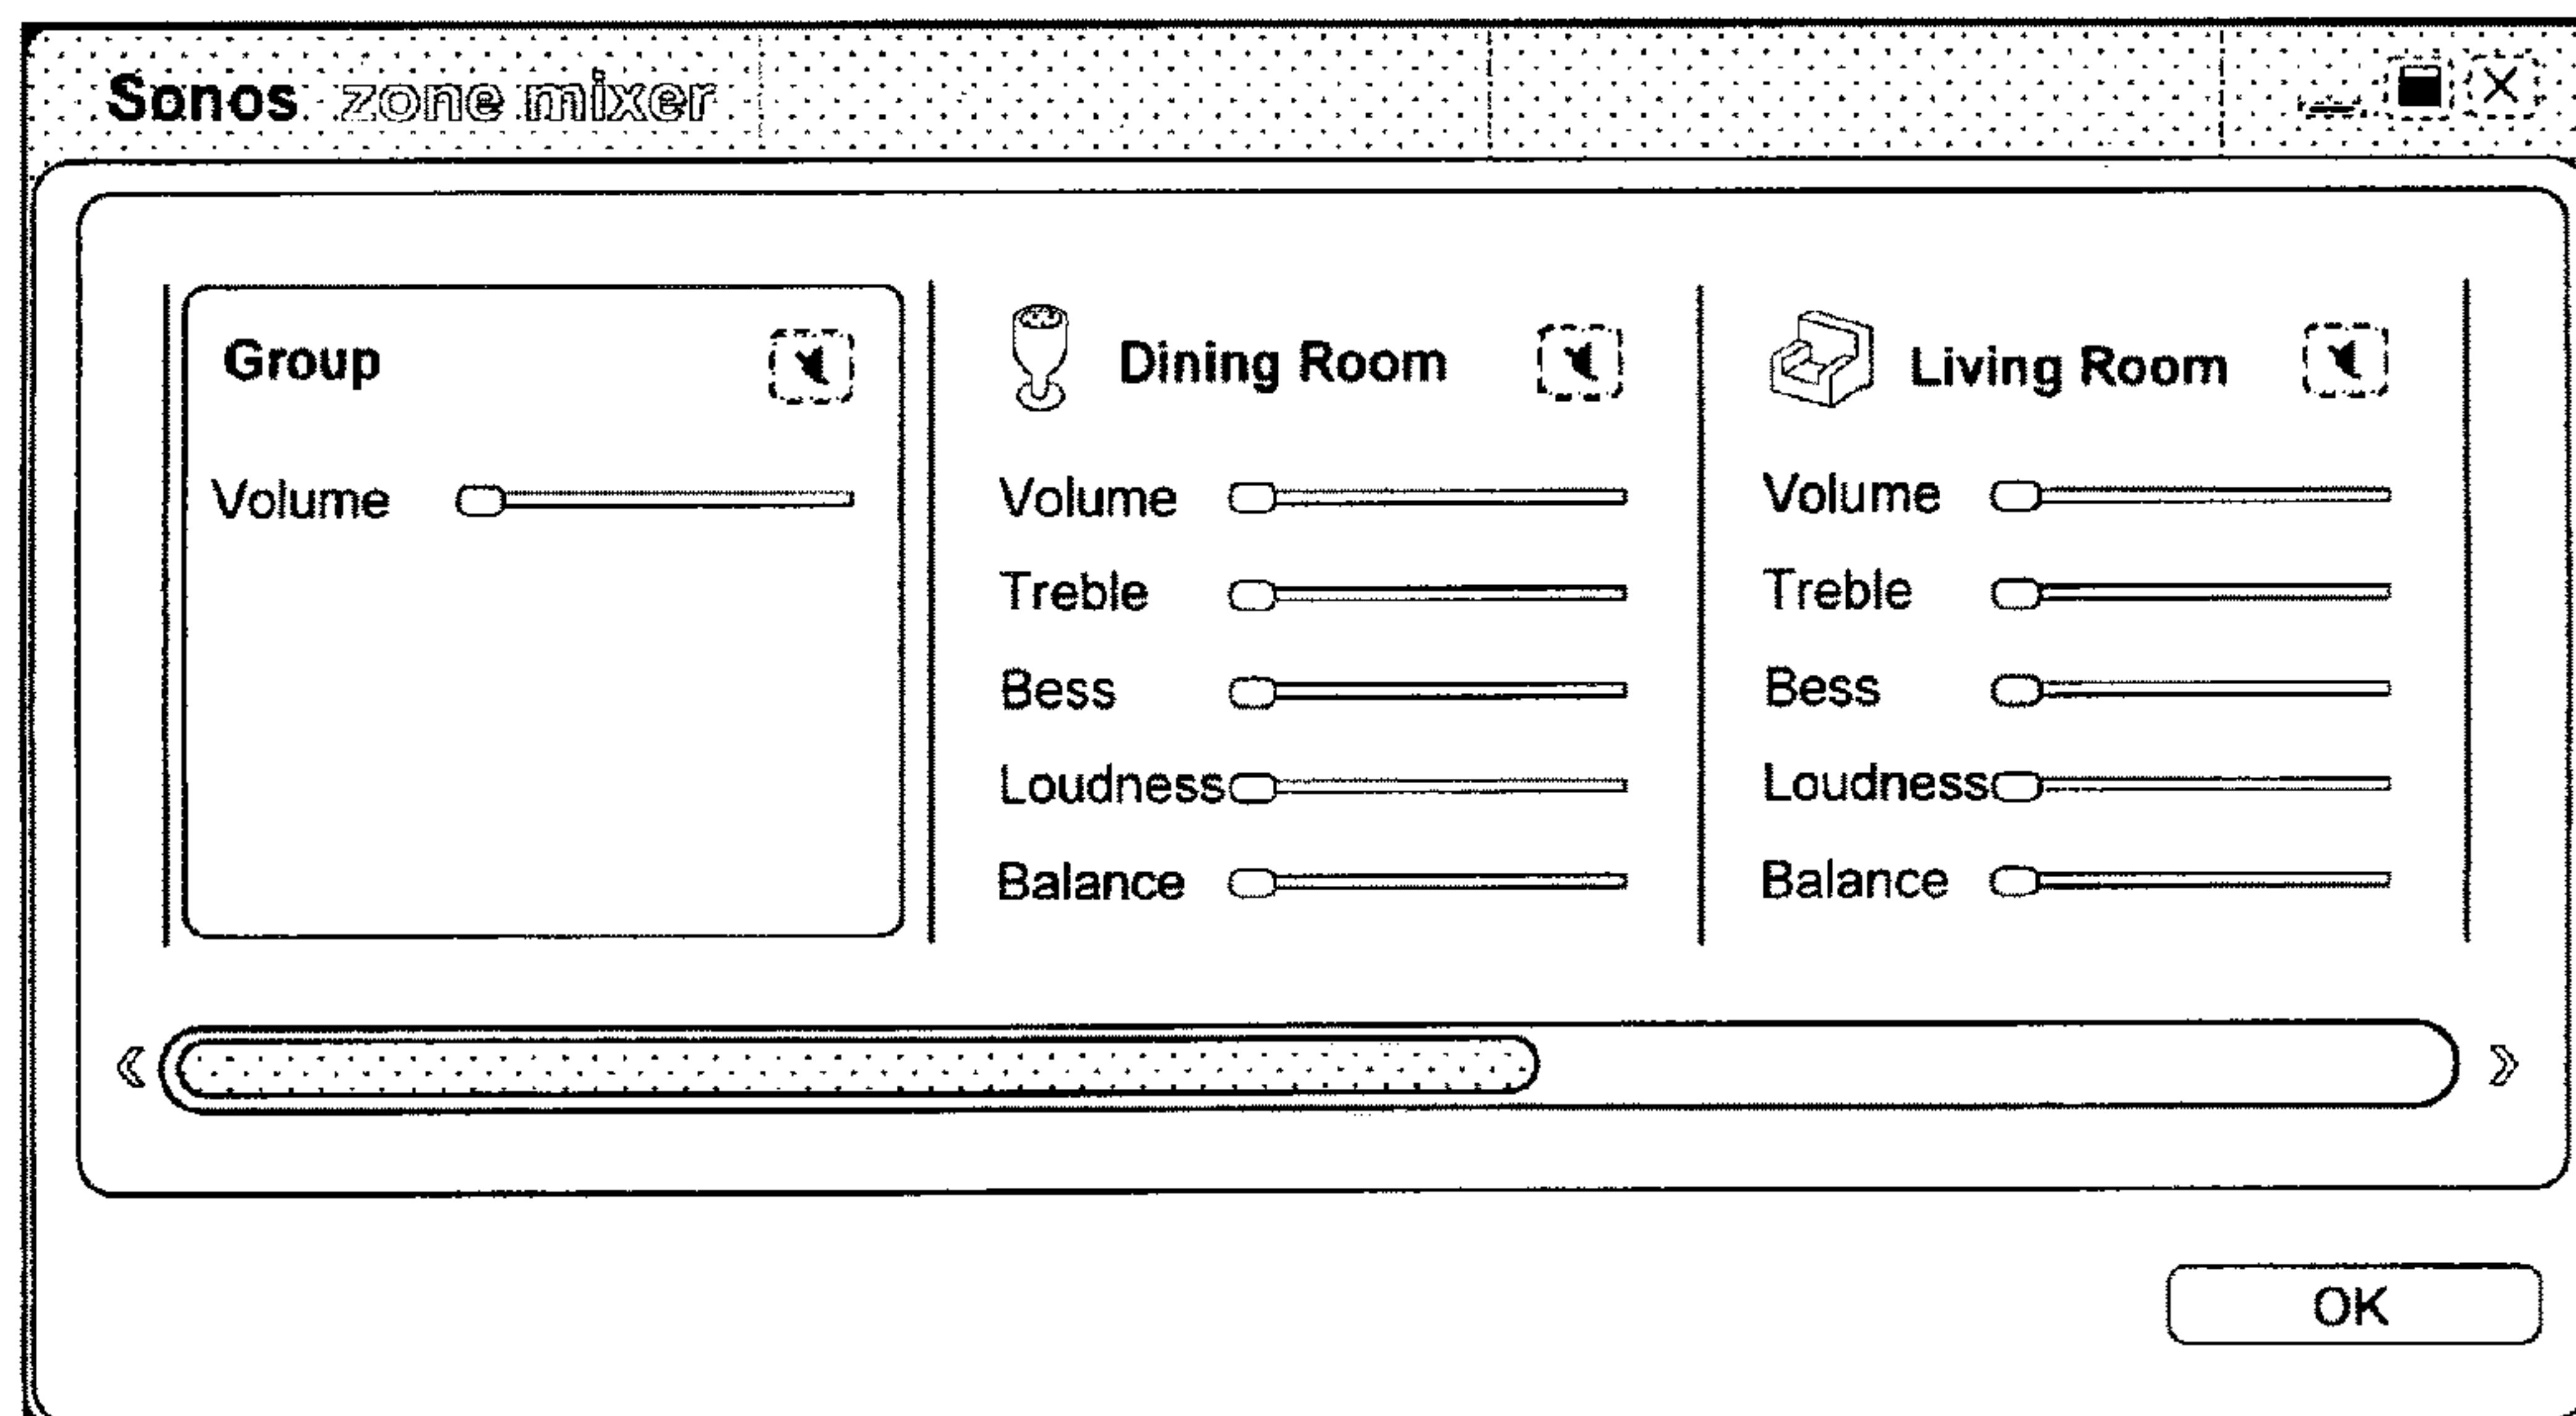 Sonos zone mixer
Group
Volume
Dining Room
Volume
Treble
Bess
Loudness
Balance
Living Room
Volume
Treble
Bess
Loudness
Balance
OK